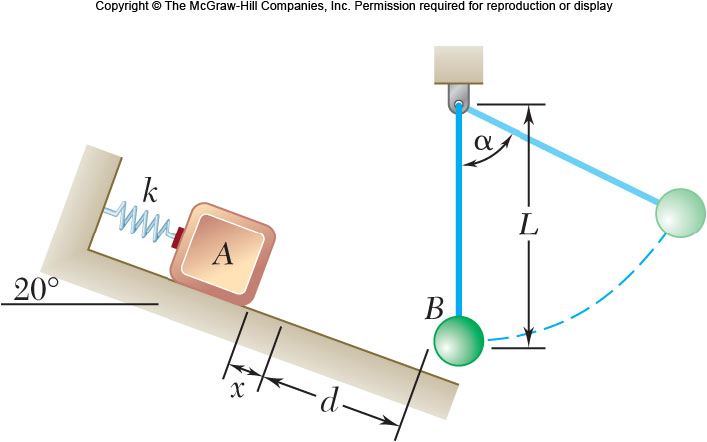 Copyright © The McGraw-Hill Companies, Inc. Permission required for reproduction or display
α
k
L
A
20°
B
x
d